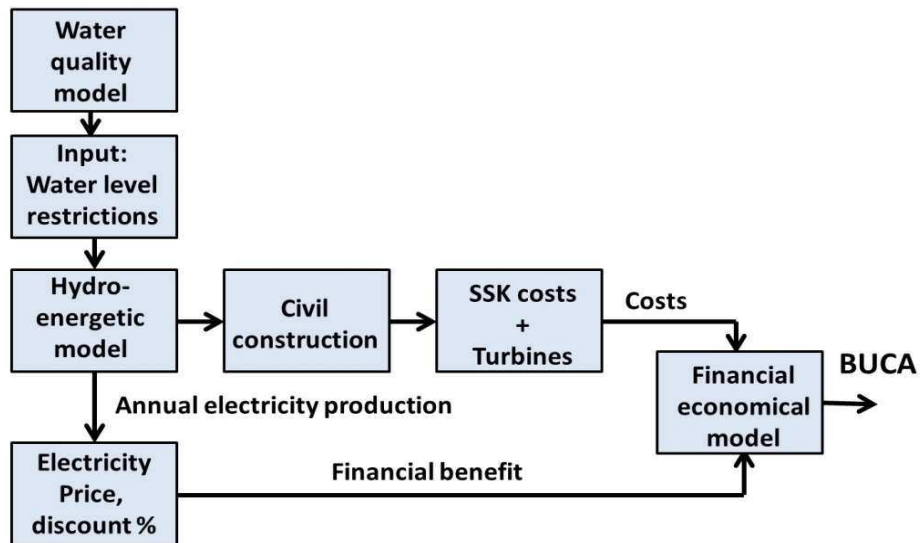 Water
quality
model
Input:
Water level
restrictions
Hydro-
energetic
model
Civil
construction
SSK costs
+
Turbines
Costs
Financial
economical
model
BUCA
Annual electricity production
Electricity
Price,
discount %
Financial benefit